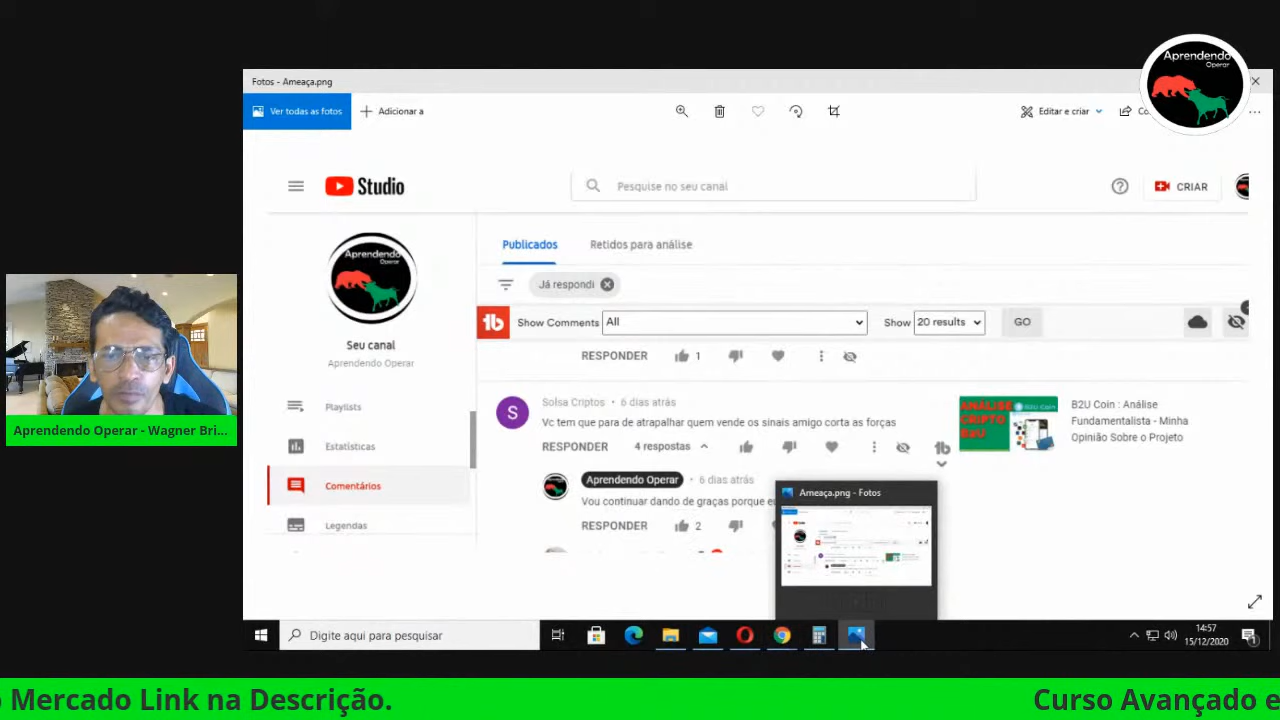 Aprendendo
Operar
Fotos - Ameaça.png
Ver todas as fotos
Adicionar a
Editar e criar
Studio
Pesquise no seu canal
CRIAR
Publicados
Retidos para análise
Já respondi
Aprendendo
Operar
Show Comments
All
Show
20 results
GO
Seu canal
Aprendendo Operar
RESPONDER
1
Playlists
S
Solsa Criptos • 6 dias atrás
Vc tem que para de atrapalhar quem vende os sinais amigo corta as forças
RESPONDER
4 respostas
B2U Coin : Análise
Fundamentalista - Minha
Opinião Sobre o Projeto
Estatísticas
Comentários
Aprendendo Operar • 6 dias atrás
Vou continuar dando de graças porque
RESPONDER
2
Legendas
Ameaça.png - Fotos
Aprendendo Operar - Wagner Bri...
Digite aqui para pesquisar
14:57
15/12/2020
Mercado Link na Descrição.
Curso Avançado